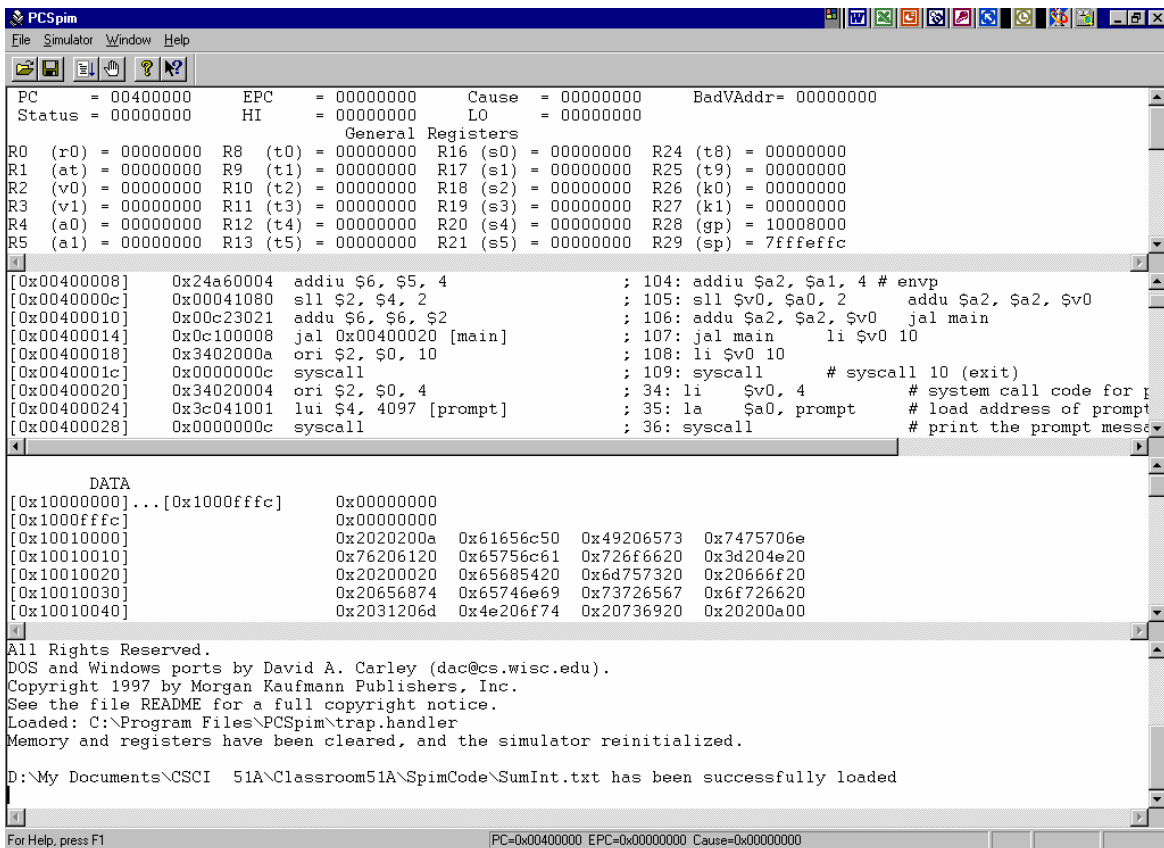 PCSpim
File Simulator Window Help
PC = 00400000 EPC = 00000000 Cause = 00000000 BadVAddr= 00000000
Status = 00000000 HI = 00000000 LO = 00000000
General Registers
R0 (r0) = 00000000 R8 (t0) = 00000000 R16 (s0) = 00000000 R24 (t8) = 00000000
R1 (at) = 00000000 R9 (t1) = 00000000 R17 (s1) = 00000000 R25 (t9) = 00000000
R2 (v0) = 00000000 R10 (t2) = 00000000 R18 (s2) = 00000000 R26 (k0) = 00000000
R3 (v1) = 00000000 R11 (t3) = 00000000 R19 (s3) = 00000000 R27 (k1) = 00000000
R4 (a0) = 00000000 R12 (t4) = 00000000 R20 (s4) = 00000000 R28 (gp) = 10008000
R5 (a1) = 00000000 R13 (t5) = 00000000 R21 (s5) = 00000000 R29 (sp) = 7fffeffc
[0x00400008] 0x24a60004 addiu $6, $5, 4 ; 104: addiu $a2, $a1, 4 # envp
[0x0040000c] 0x00041080 sll $2, $4, 2 ; 105: sll $v0, $a0, 2 addu $a2, $a2, $v0
[0x00400010] 0x00c23021 addu $6, $6, $2 ; 106: addu $a2, $a2, $v0 jal main
[0x00400014] 0x0c100008 jal 0x00400020 [main] ; 107: jal main li $v0 10
[0x00400018] 0x3402000a ori $2, $0, 10 ; 108: li $v0 10
[0x0040001c] 0x0000000c syscall ; 109: syscall # syscall 10 (exit)
[0x00400020] 0x34020004 ori $2, $0, 4 ; 34: li $v0, 4 # system call code for p
[0x00400024] 0x3c041001 lui $4, 4097 [prompt] ; 35: la $a0, prompt # load address of prompt
[0x00400028] 0x0000000c syscall ; 36: syscall # print the prompt messa
DATA
[0x10000000]...[0x1000fffc] 0x00000000
[0x1000fffc] 0x00000000
[0x10010000] 0x2020200a 0x61656c50 0x49206573 0x7475706e
[0x10010010] 0x76206120 0x65756c61 0x726f6620 0x3d204e20
[0x10010020] 0x20200020 0x65685420 0x6d757320 0x20666f20
[0x10010030] 0x20656874 0x65746e69 0x73726567 0x6f726620
[0x10010040] 0x2031206d 0x4e206f74 0x20736920 0x20200a00
All Rights Reserved.
DOS and Windows ports by David A. Carley (dac@cs.wisc.edu).
Copyright 1997 by Morgan Kaufmann Publishers, Inc.
See the file README for a full copyright notice.
Loaded: C:\Program Files\PCSpim\trap.handler
Memory and registers have been cleared, and the simulator reinitialized.
D:\My Documents\CSCI 51A\Classroom51A\SpimCode\SumInt.txt has been successfully loaded
For Help, press F1 PC=0x00400000 EPC=0x00000000 Cause=0x00000000